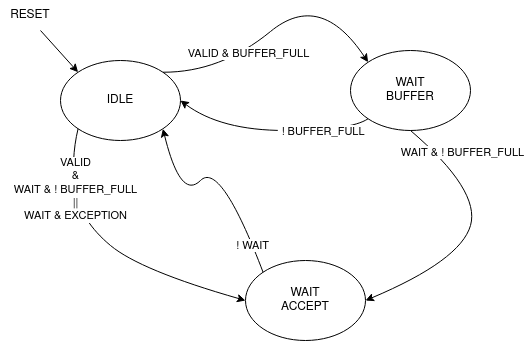 RESET
VALID & BUFFER_FULL
IDLE
WAIT
BUFFER
! BUFFER_FULL
WAIT & ! BUFFER_FULL
VALID
&
WAIT & ! BUFFER_FULL
||
WAIT & EXCEPTION
! WAIT
WAIT
ACCEPT